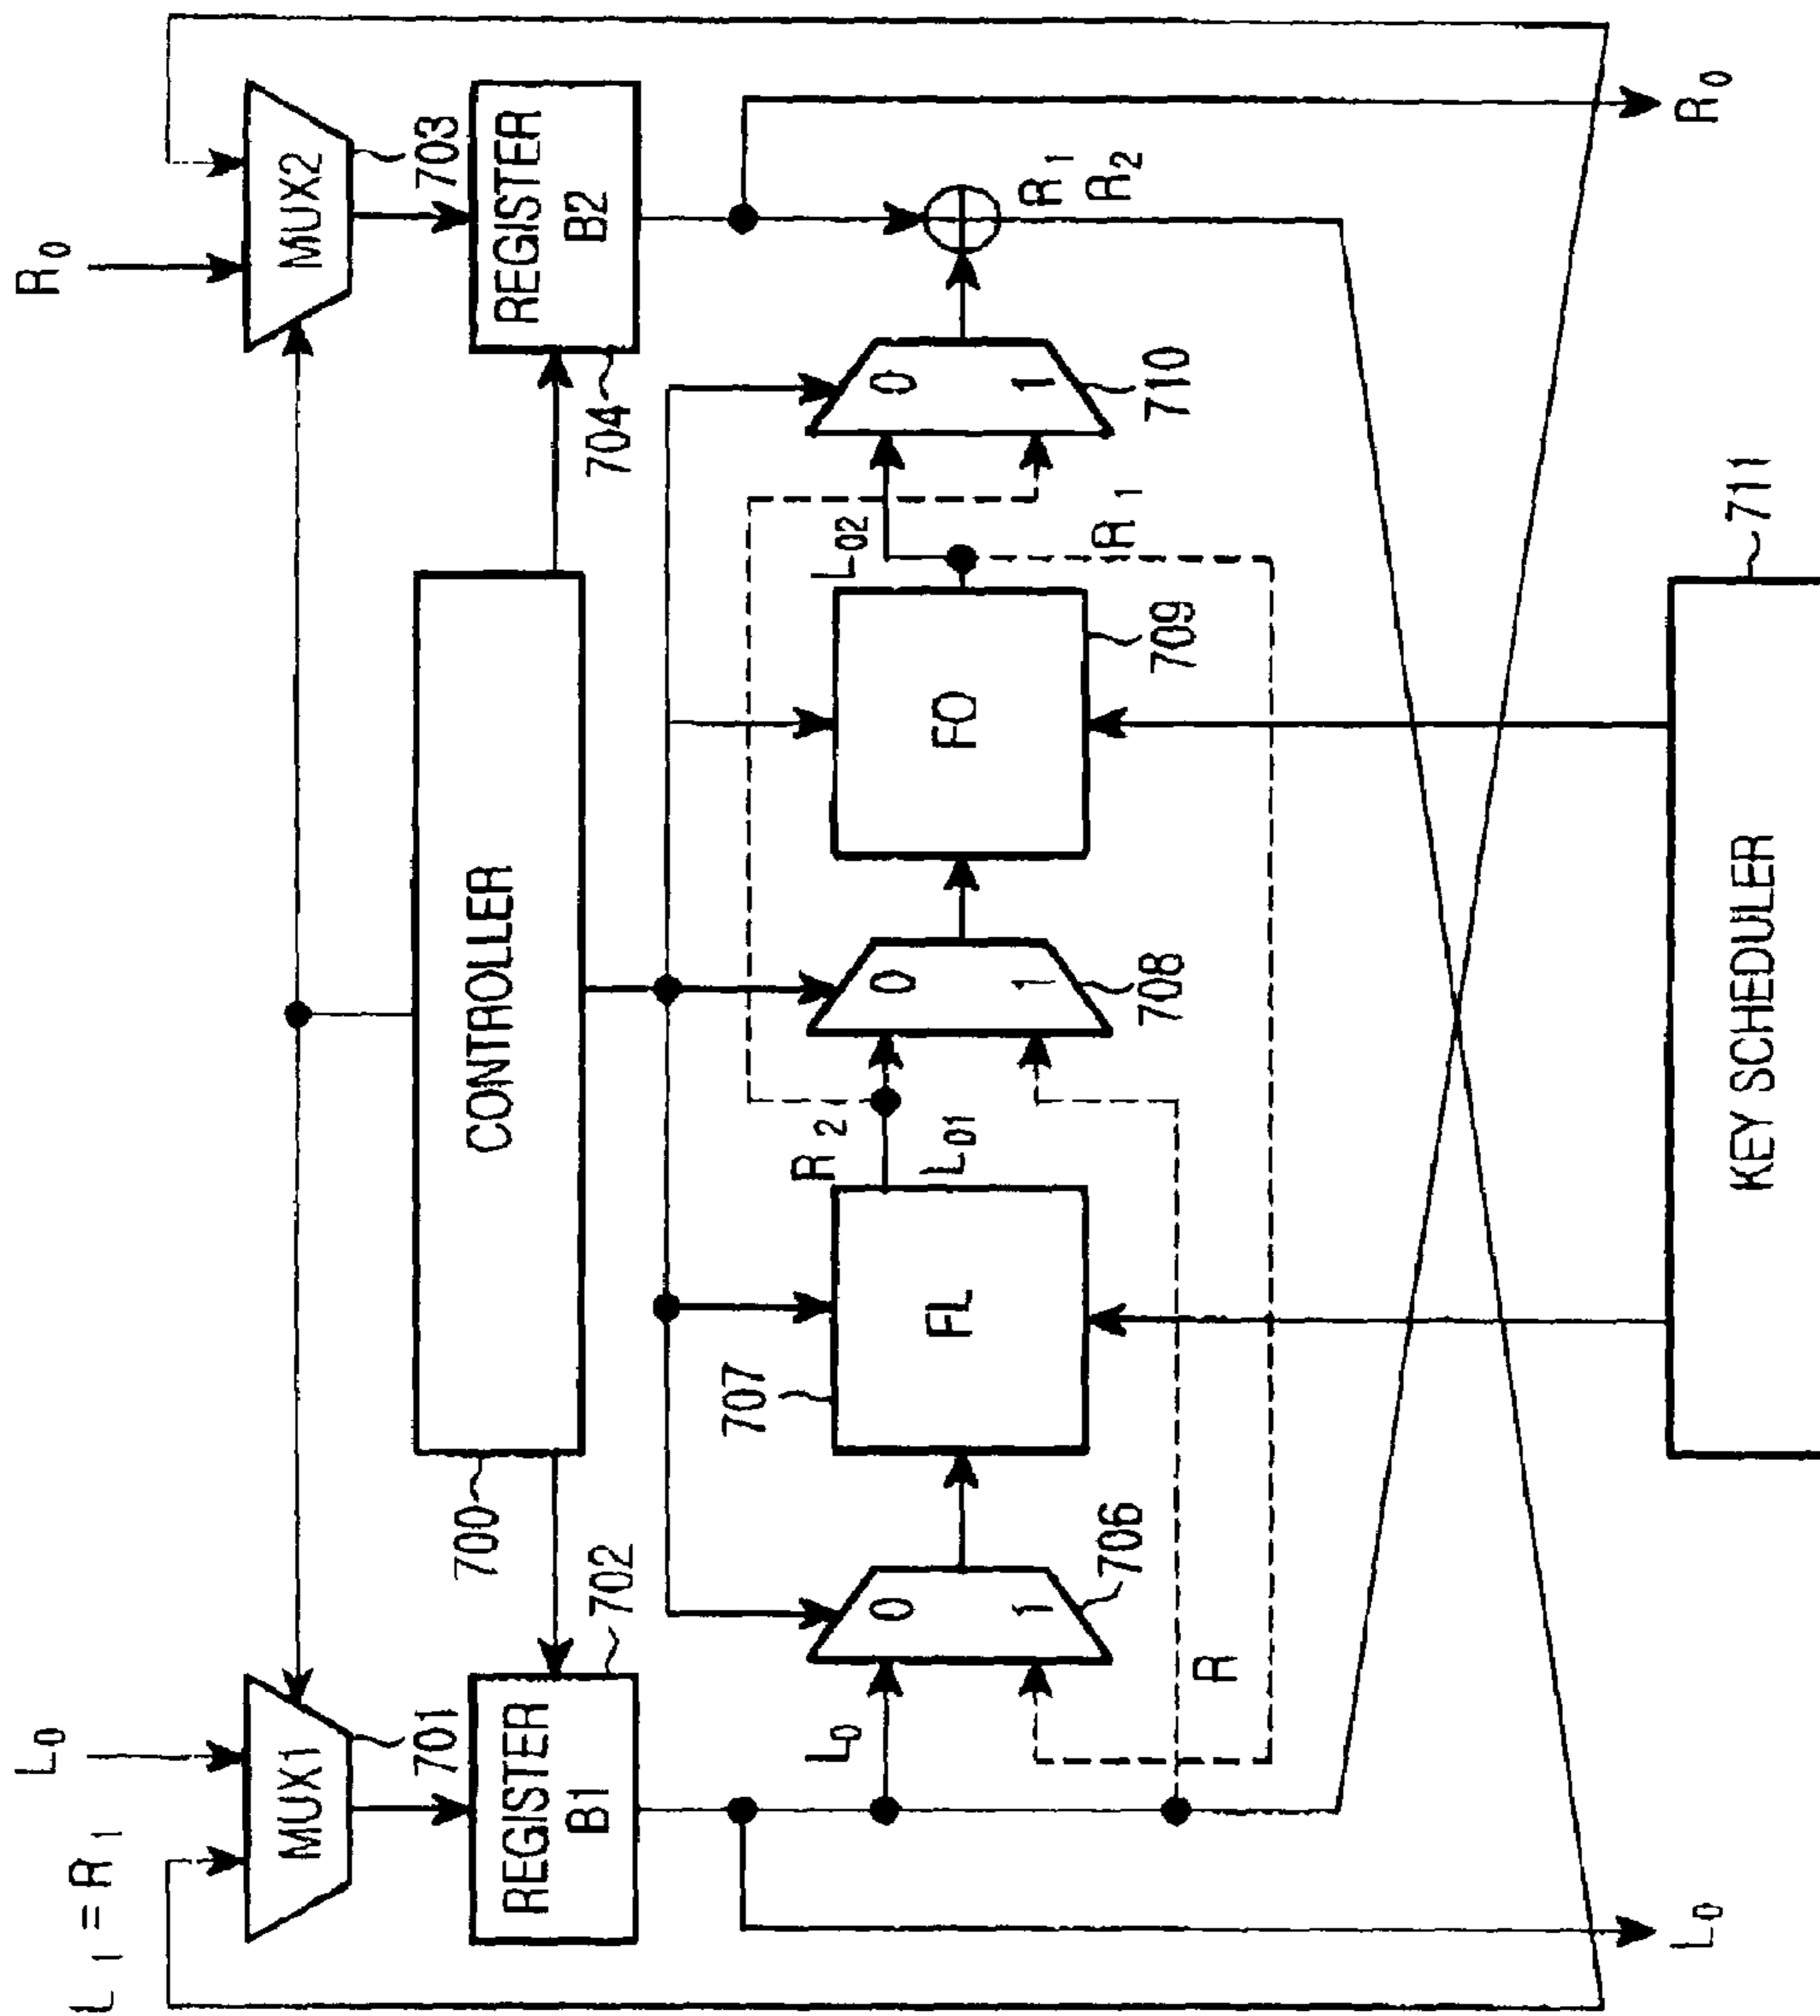 L₁ = R₁
L₀
R₀
MUX1
701
MUX2
703
REGISTER
B1
702
700
CONTROLLER
REGISTER
B2
704
L₀
0
1
706
R
707
FL
R₂
L₀₁
0
1
708
FO
709
L₀₂
R₁
0
1
710
R₁
R₂
L₀
R₀
KEY SCHEDULER
711